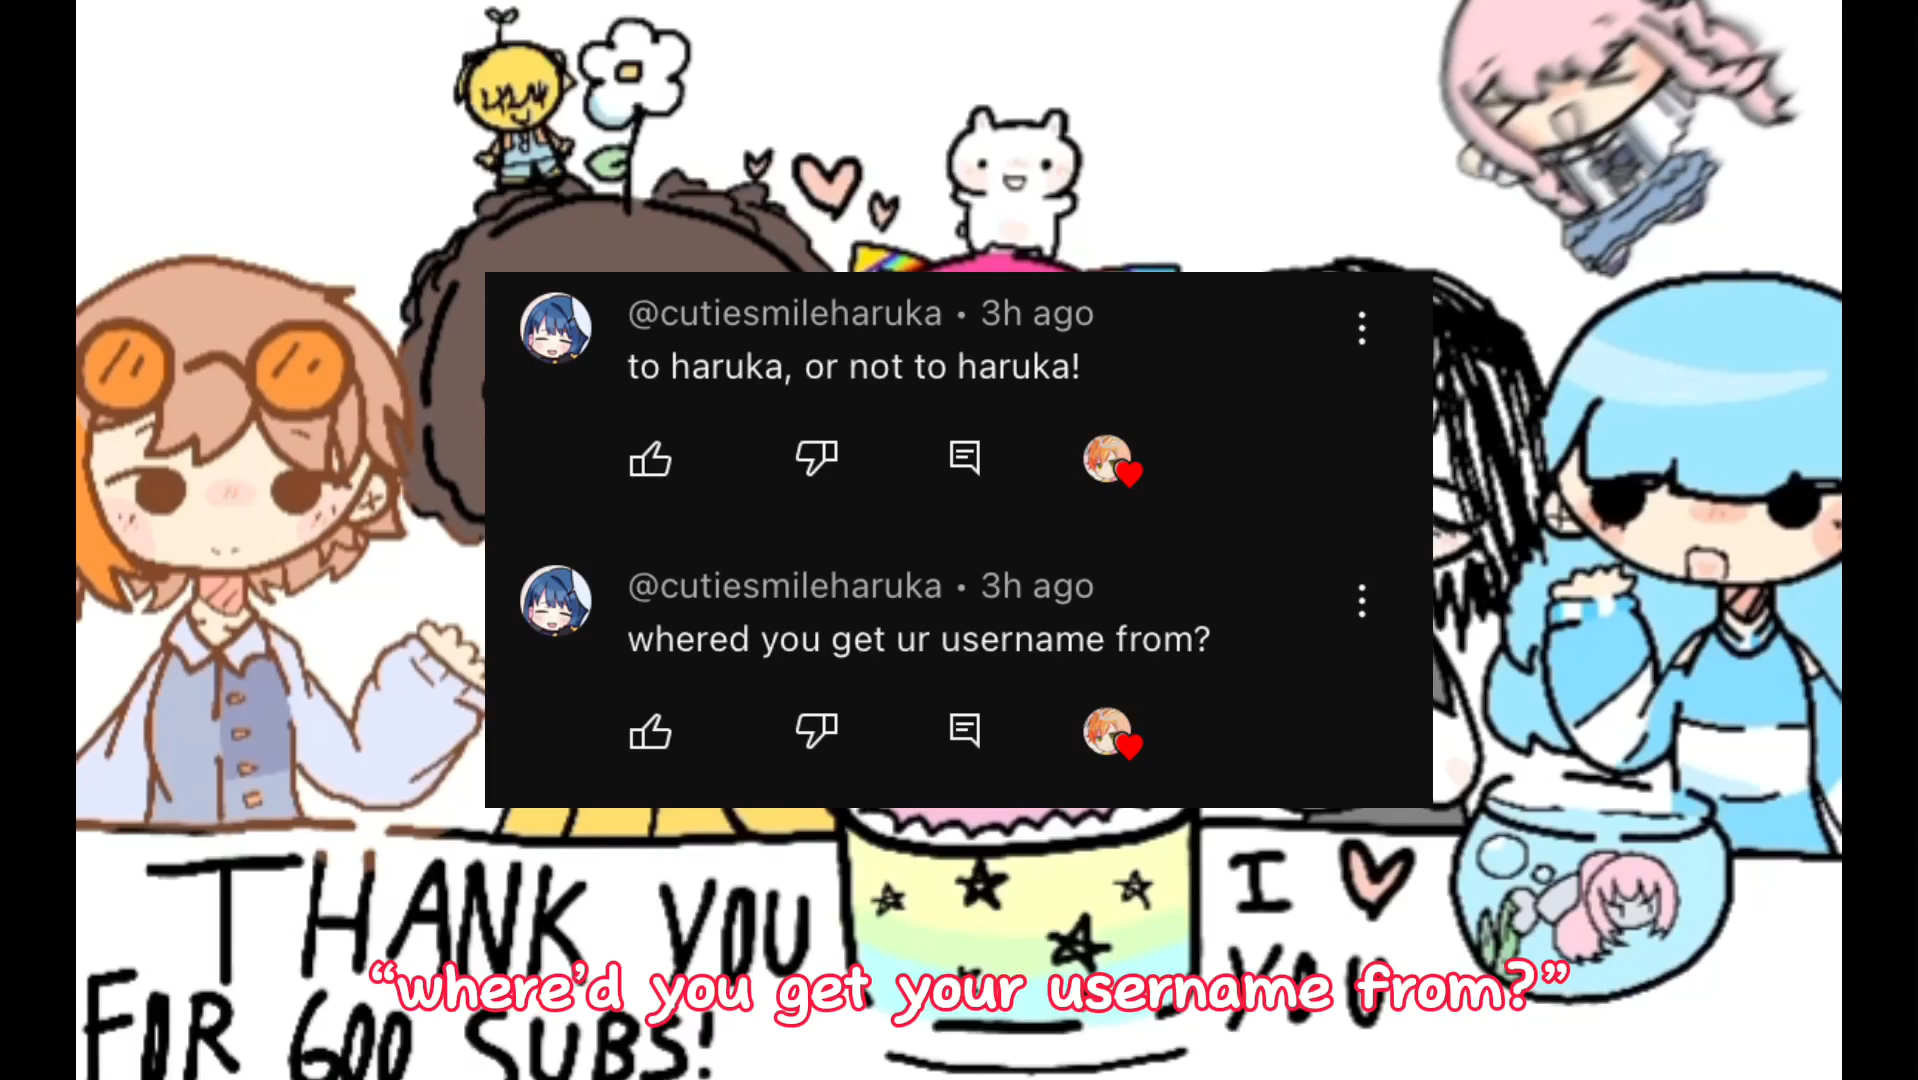 @cutiesmileharuka • 3h ago
to haruka, or not to haruka!
@cutiesmileharuka • 3h ago
whered you get ur username from?
THANK YOU
FOR 600 SUBS!
I ♥
YOU
“where’d you get your username from?”